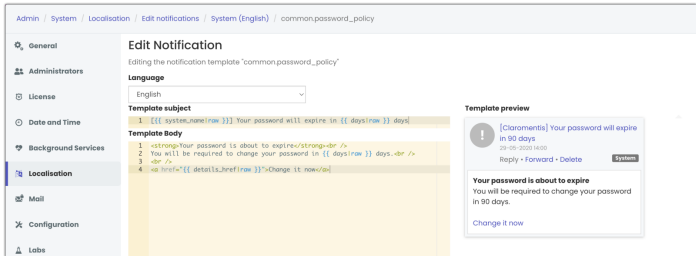 Admin / System / Localisation / Edit notifications / System (English) / common.password_policy
General
Administrators
License
Date and Time
Background Services
Localisation
Mail
Configuration
Labs
Edit Notification
Editing the notification template "common.password_policy"
Language
English
Template subject
1 [{{ system_name|raw }}] Your password will expire in {{ days|raw }} days
Template Body
1 <strong>Your password is about to expire</strong><br />
2 You will be required to change your password in {{ days|raw }} days.<br />
3 <br />
4 <a href="{{ details_href|raw }}">Change it now</a>
Template preview
[Claromentis] Your password will expire
in 90 days
29-05-2020 14:00
Reply • Forward • Delete
System
Your password is about to expire
You will be required to change your password
in 90 days.
Change it now